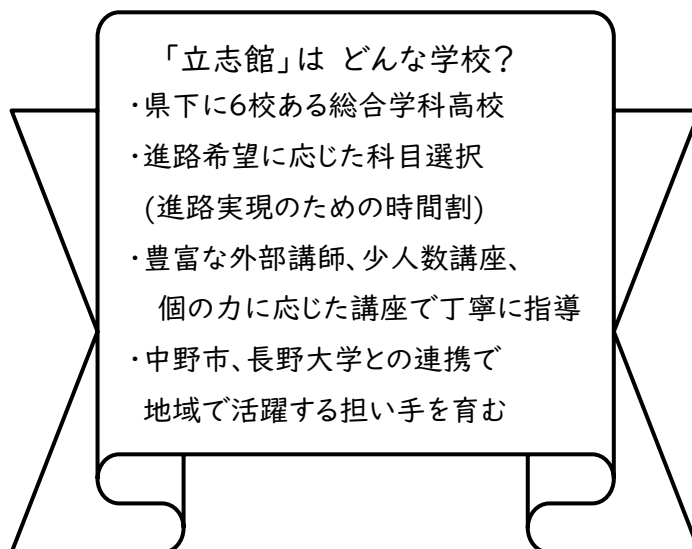 「立志館」は どんな学校?
・県下に6校ある総合学科高校
・進路希望に応じた科目選択
(進路実現のための時間割)
・豊富な外部講師、少人数講座、
個の力に応じた講座で丁寧に指導
・中野市、長野大学との連携で
地域で活躍する担い手を育む